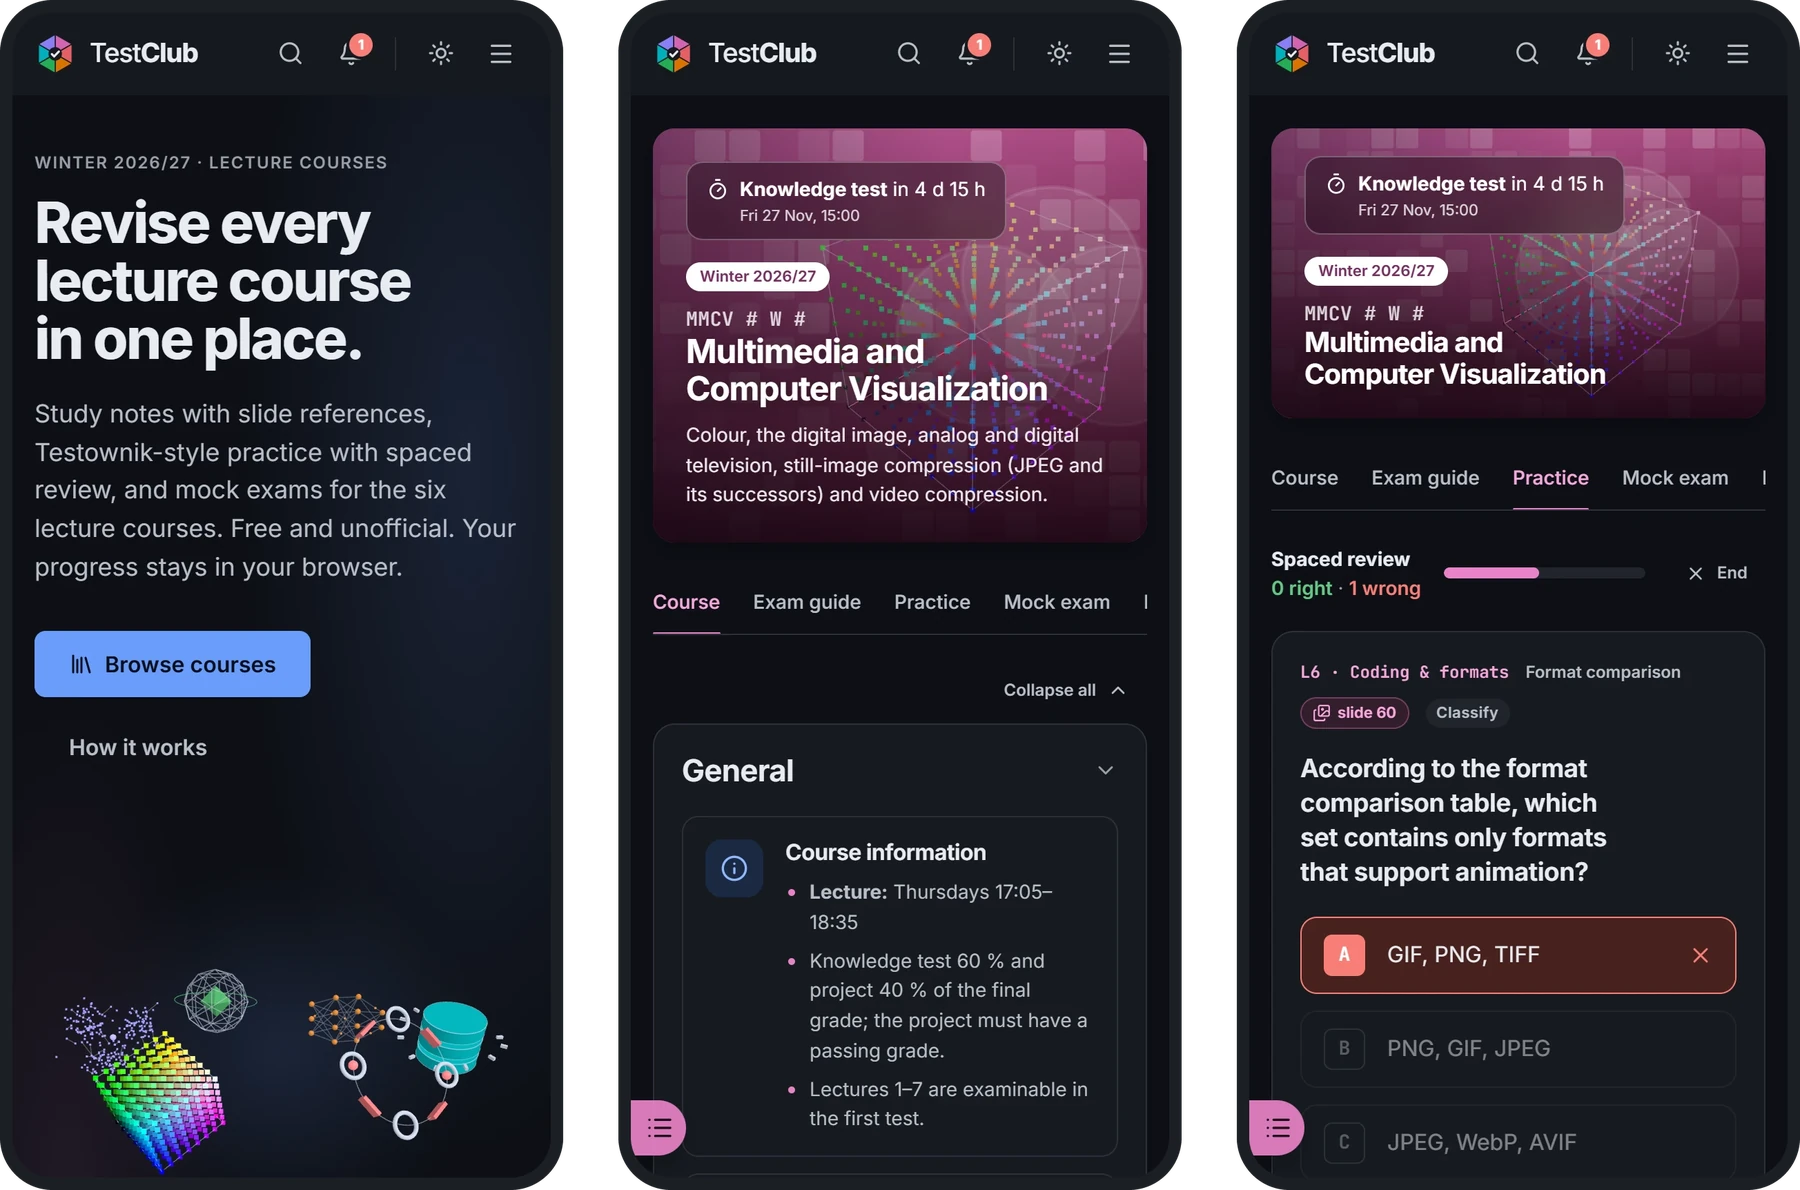 TestClub
1
WINTER 2026/27 · LECTURE COURSES
Revise every
lecture course
in one place.
Study notes with slide references,
Testownik-style practice with spaced
review, and mock exams for the six
lecture courses. Free and unofficial. Your
progress stays in your browser.
Browse courses
How it works
TestClub
1
Knowledge test in 4 d 15 h
Fri 27 Nov, 15:00
Winter 2026/27
MMCV # W #
Multimedia and
Computer Visualization
Colour, the digital image, analog and digital
television, still-image compression (JPEG and
its successors) and video compression.
Course Exam guide Practice Mock exam
Collapse all
General
Course information
• Lecture: Thursdays 17:05–
18:35
• Knowledge test 60 % and
project 40 % of the final
grade; the project must have a
passing grade.
• Lectures 1–7 are examinable in
the first test.
TestClub
1
Knowledge test in 4 d 15 h
Fri 27 Nov, 15:00
Winter 2026/27
MMCV # W #
Multimedia and
Computer Visualization
Course Exam guide Practice Mock exam
Spaced review
0 right · 1 wrong
End
L6 · Coding & formats Format comparison
slide 60 Classify
According to the format
comparison table, which
set contains only formats
that support animation?
A GIF, PNG, TIFF
B PNG, GIF, JPEG
C JPEG, WebP, AVIF